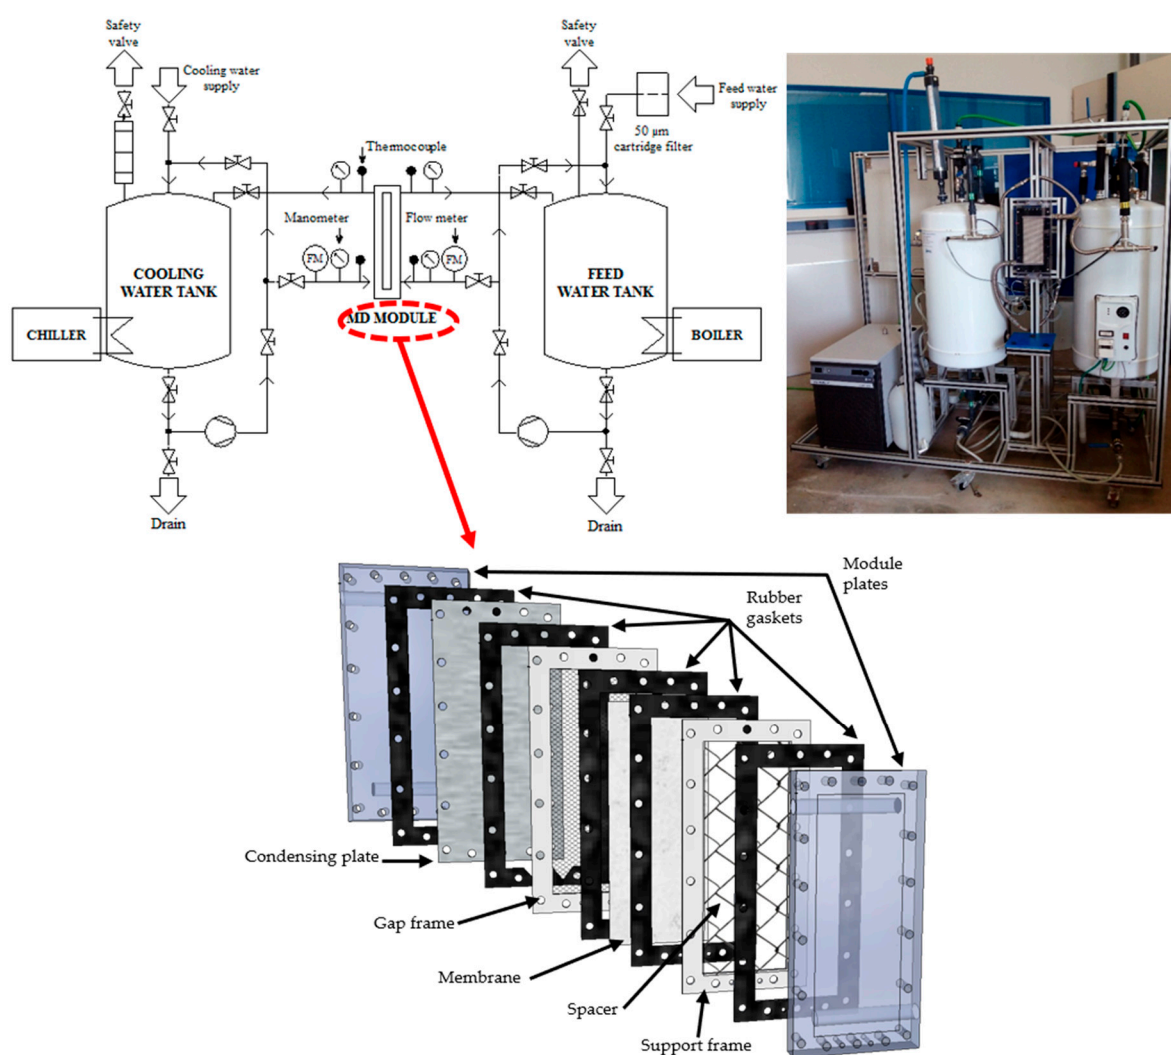 Safety
valve
Cooling water
supply
Safety
valve
Feed water
supply
50 µm
cartridge filter
Thermocouple
Manometer
Flow meter
FM
FM
COOLING
WATER TANK
FEED
WATER TANK
MD MODULE
CHILLER
BOILER
Drain
Drain
Module
plates
Rubber
gaskets
Condensing plate
Gap frame
Membrane
Spacer
Support frame